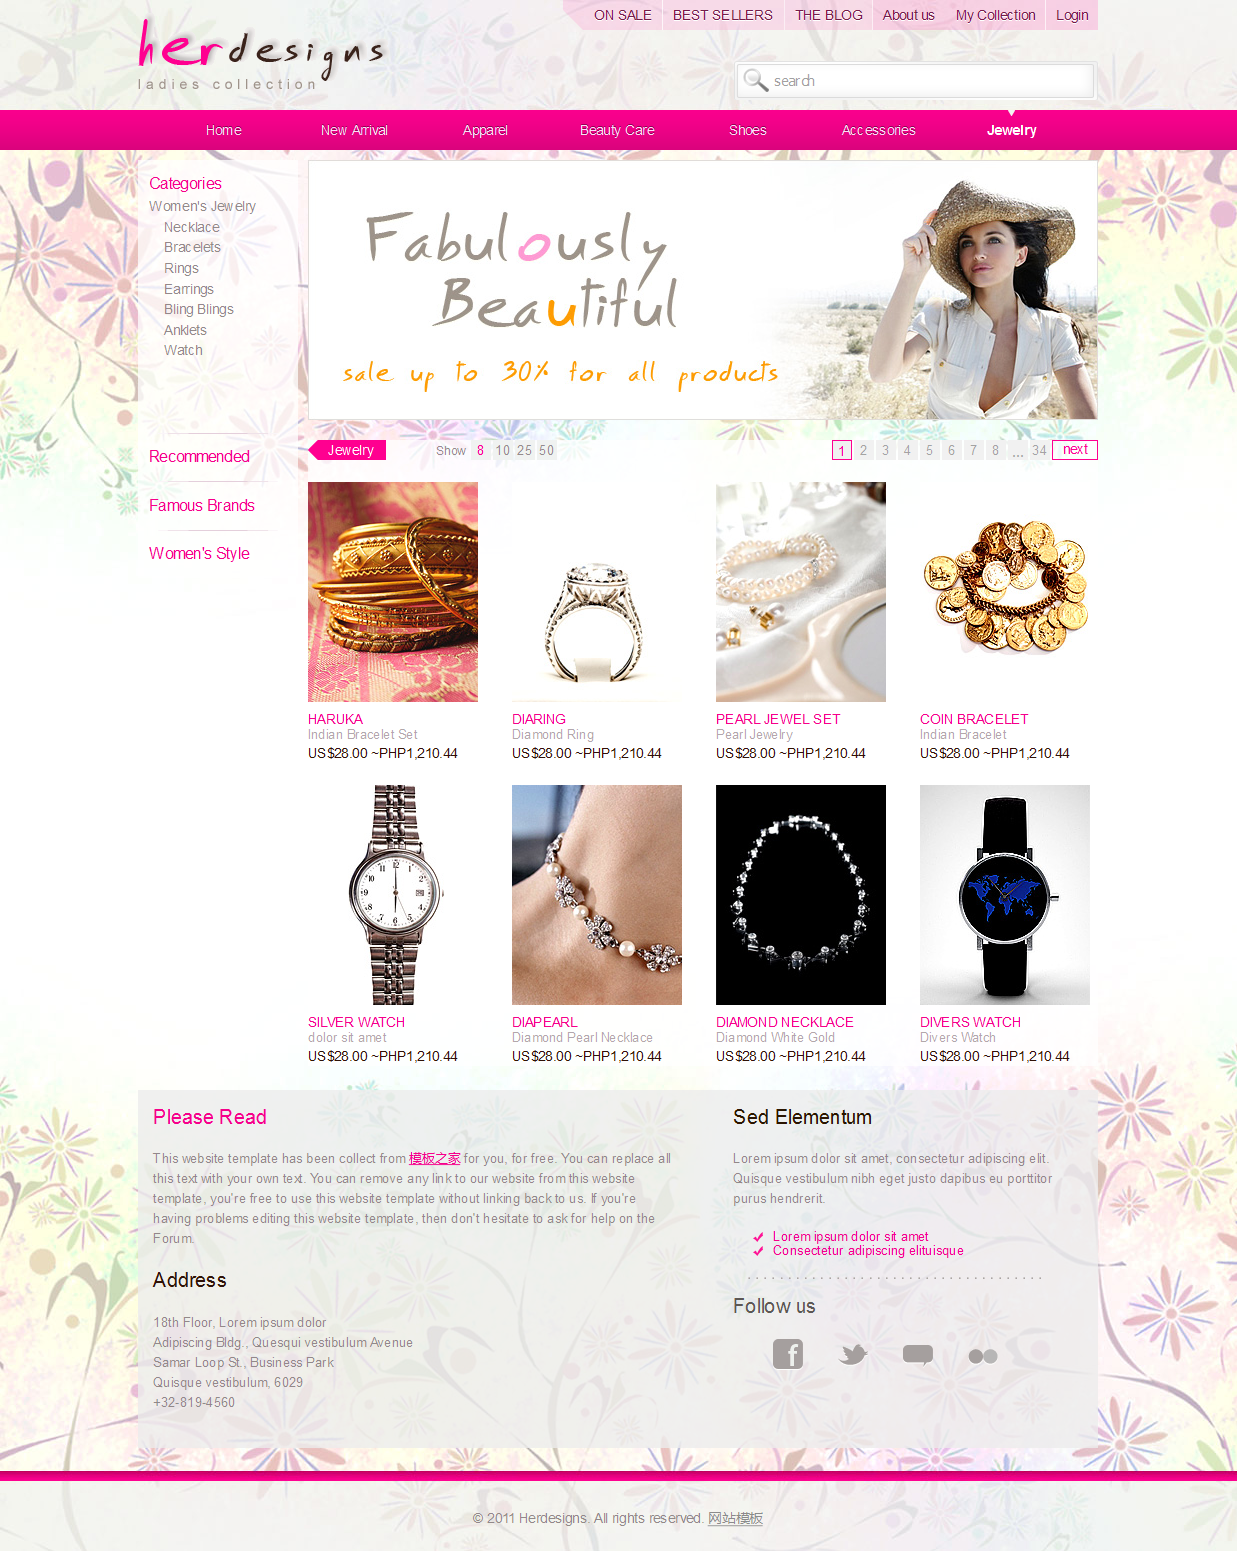 ON SALE BEST SELLERS THE BLOG About us My Collection Login
herdesigns
ladies collection
search
Home New Arrival Apparel Beauty Care Shoes Accessories Jewelry
Categories
Women's Jewelry
Necklace
Bracelets
Rings
Earrings
Bling Blings
Anklets
Watch
Recommended
Famous Brands
Women's Style
Fabulously
Beautiful
sale up to 30% for all products
Jewelry Show 8 10 25 50 1 2 3 4 5 6 7 8 ... 34 next
HARUKA DIARING PEARL JEWEL SET COIN BRACELET
Indian Bracelet Set Diamond Ring Pearl Jewelry Indian Bracelet
US$28.00 ~PHP1,210.44 US$28.00 ~PHP1,210.44 US$28.00 ~PHP1,210.44 US$28.00 ~PHP1,210.44
SILVER WATCH DIAPEARL DIAMOND NECKLACE DIVERS WATCH
dolor sit amet Diamond Pearl Necklace Diamond White Gold Divers Watch
US$28.00 ~PHP1,210.44 US$28.00 ~PHP1,210.44 US$28.00 ~PHP1,210.44 US$28.00 ~PHP1,210.44
Please Read
This website template has been collect from 模板之家 for you, for free. You can replace all
this text with your own text. You can remove any link to our website from this website
template, you're free to use this website template without linking back to us. If you're
having problems editing this website template, then don't hesitate to ask for help on the
Forum.
Address
18th Floor, Lorem ipsum dolor
Adipiscing Bldg., Quesqui vestibulum Avenue
Samar Loop St., Business Park
Quisque vestibulum, 6029
+32-819-4560
Sed Elementum
Lorem ipsum dolor sit amet, consectetur adipiscing elit.
Quisque vestibulum nibh eget justo dapibus eu porttitor
purus hendrerit.
Lorem ipsum dolor sit amet
Consectetur adipiscing elituisque
Follow us
© 2011 Herdesigns. All rights reserved. 网站模板